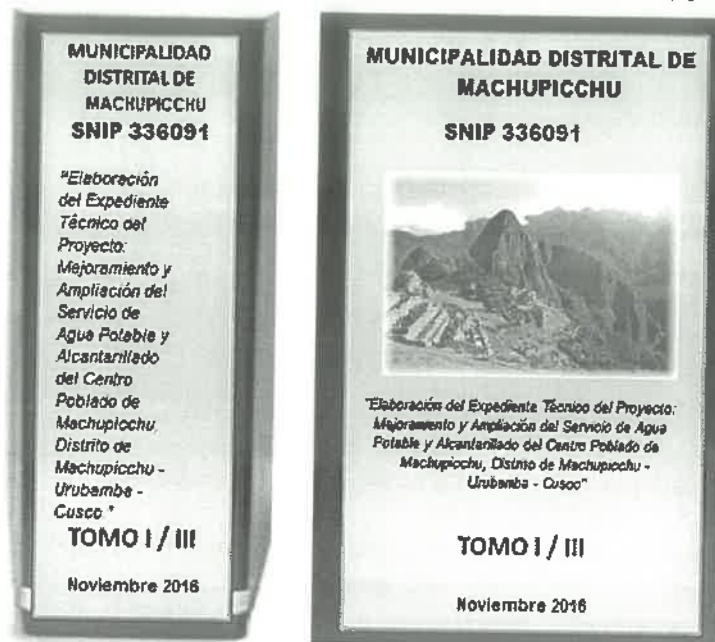 MUNICIPALIDAD
DISTRITAL DE
MACHUPICCHU
SNIP 336091
"Elaboración
del Expediente
Técnico del
Proyecto:
Mejoramiento y
Ampliación del
Servicio de
Agua Potable y
Alcantarillado
del Centro
Poblado de
Machupicchu,
Distrito de
Machupicchu -
Urubamba -
Cusco."
TOMO I / III
Noviembre 2016
MUNICIPALIDAD DISTRITAL DE
MACHUPICCHU
SNIP 336091
"Elaboración del Expediente Técnico del Proyecto:
Mejoramiento y Ampliación del Servicio de Agua
Potable y Alcantarillado del Centro Poblado de
Machupicchu, Distrito de Machupicchu -
Urubamba - Cusco"
TOMO I / III
Noviembre 2016